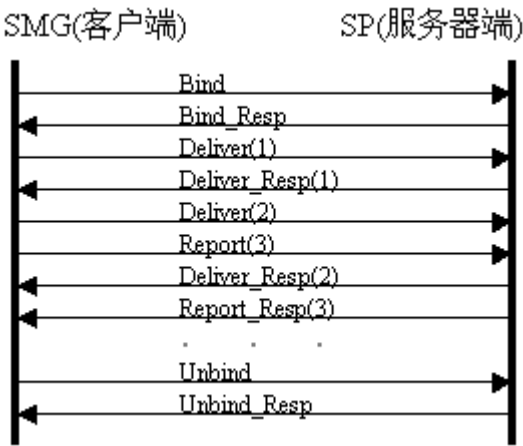 SMG(客户端) SP(服务器端)
Bind
Bind_Resp
Deliver(1)
Deliver_Resp(1)
Deliver(2)
Report(3)
Deliver_Resp(2)
Report_Resp(3)
. . .
Unbind
Unbind_Resp